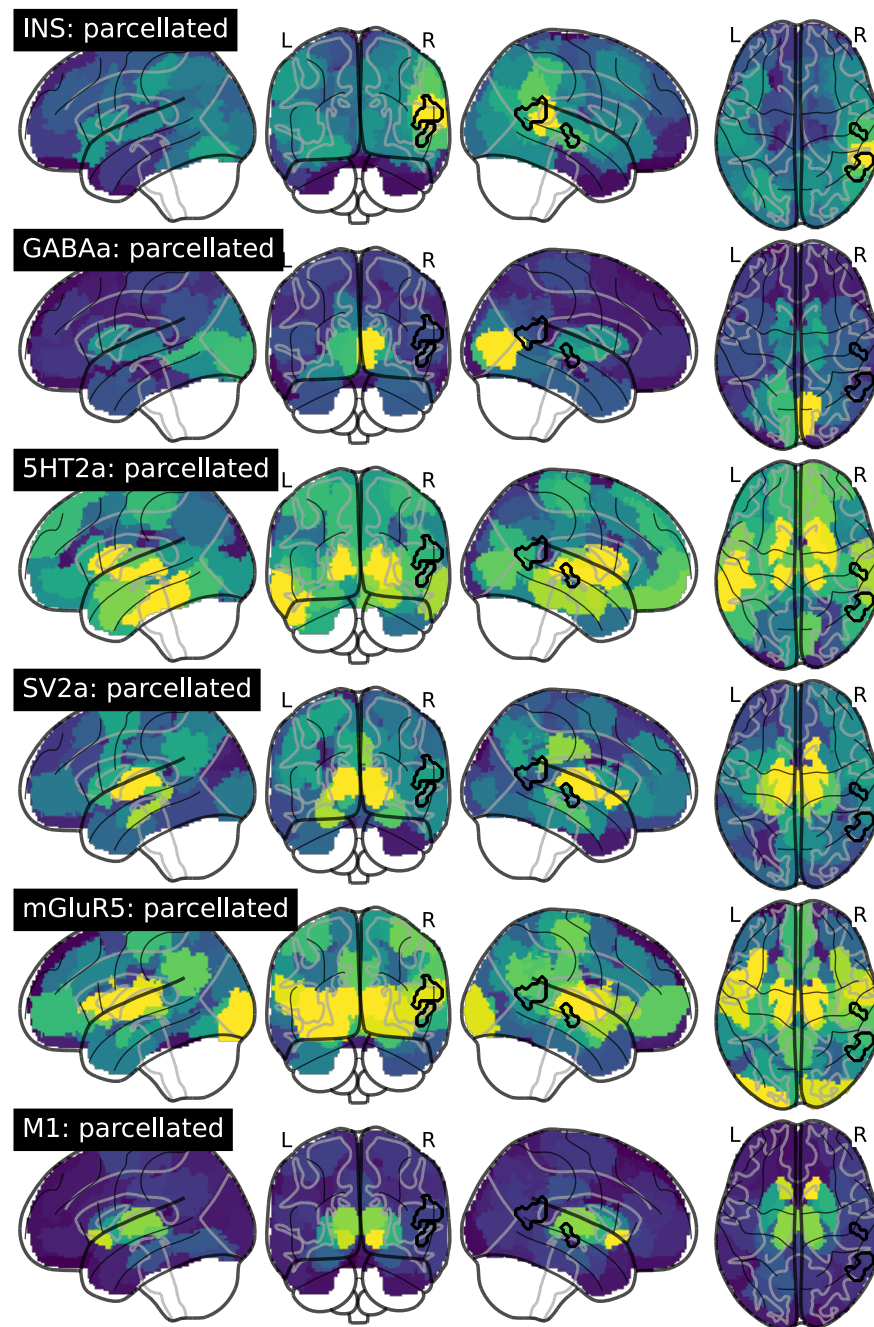 INS: parcellated
L R L R
GABAa: parcellated
L R L R
5HT2a: parcellated
L R L R
SV2a: parcellated
L R L R
mGluR5: parcellated
L R L R
M1: parcellated
L R L R